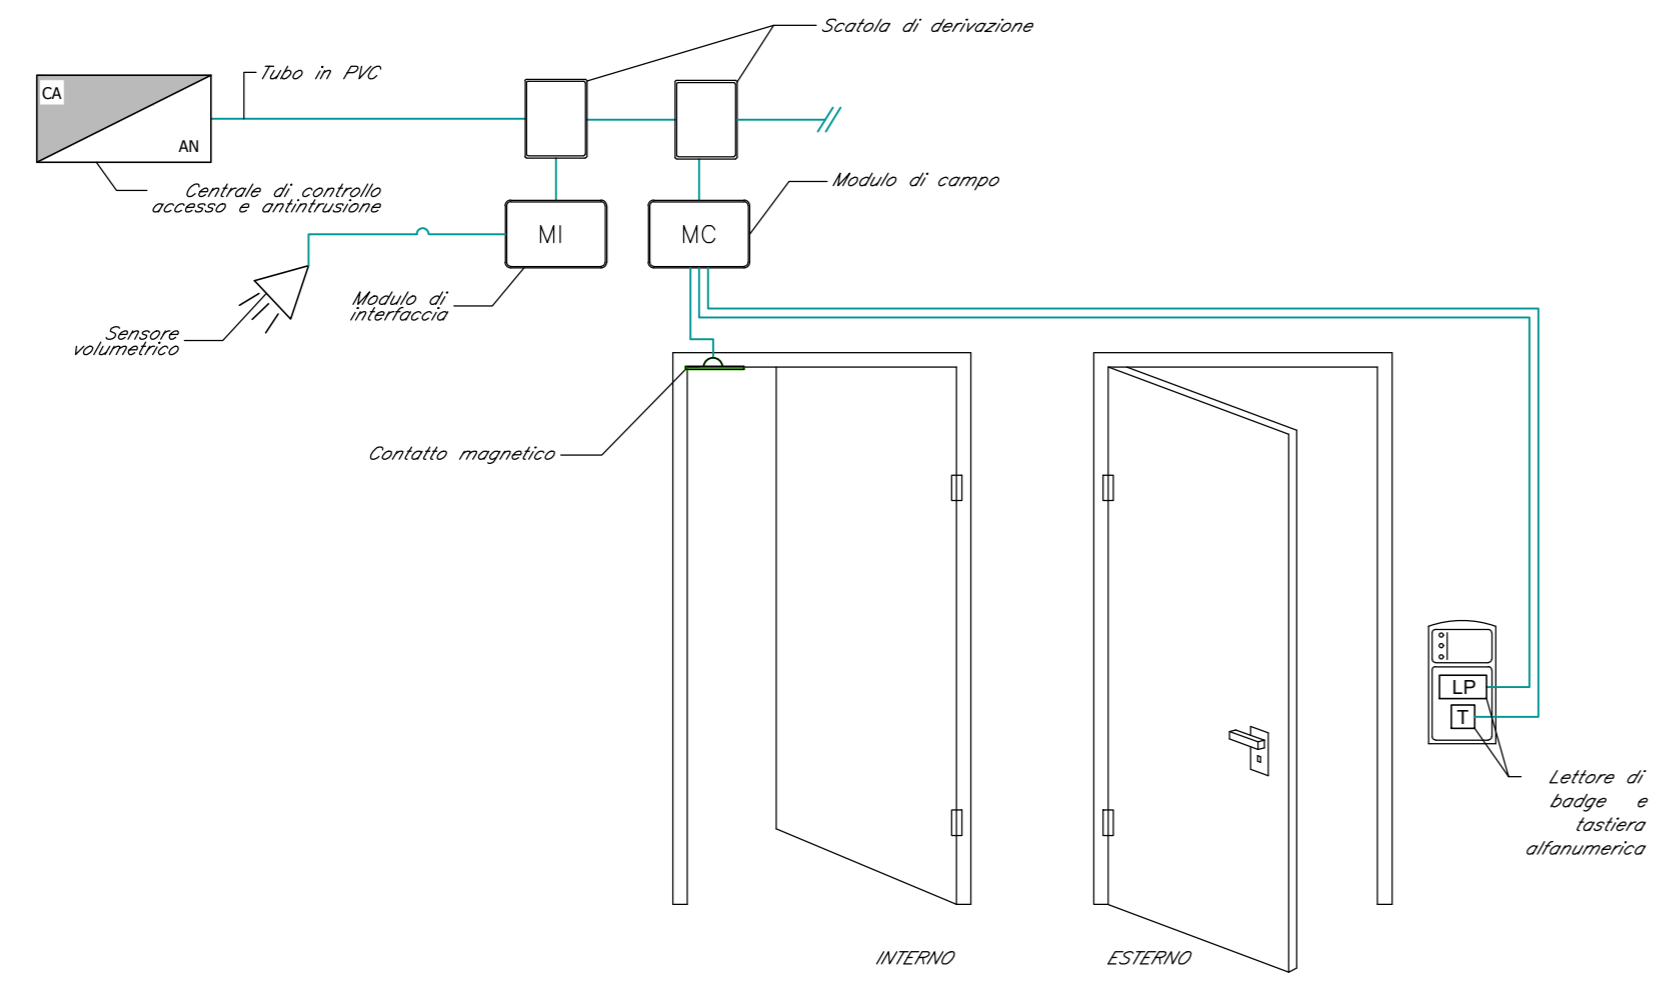 Scatola di derivazione
Tubo in PVC
CA
AN
Centrale di controllo
accesso e antintrusione
Modulo di campo
MI
MC
Modulo di
interfaccia
Sensore
volumetrico
Contatto magnetico
LP
T
Lettore di
badge e
tastiera
alfanumerica
INTERNO
ESTERNO